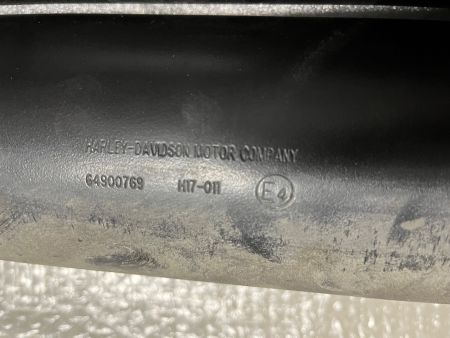 HARLEY-DAVIDSON MOTOR COMPANY
64900769 H17-011 E4